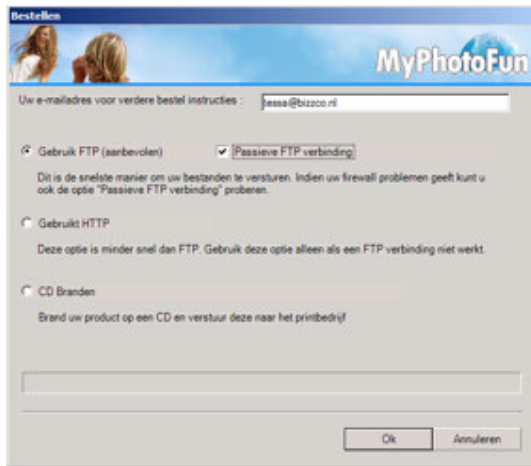 Bestellen
MyPhotoFun
Uw e-mailadres voor verdere bestel instructies :
tessa@bizzco.nl
Gebruik FTP (aanbevolen)
Passieve FTP verbinding
Dit is de snelste manier om uw bestanden te versturen. Indien uw firewall problemen geeft kunt u
ook de optie "Passieve FTP verbinding" proberen.
Gebruikt HTTP
Deze optie is minder snel dan FTP. Gebruik deze optie alleen als een FTP verbinding niet werkt.
CD Branden
Brand uw product op een CD en verstuur deze naar het printbedrijf
Ok
Annuleren